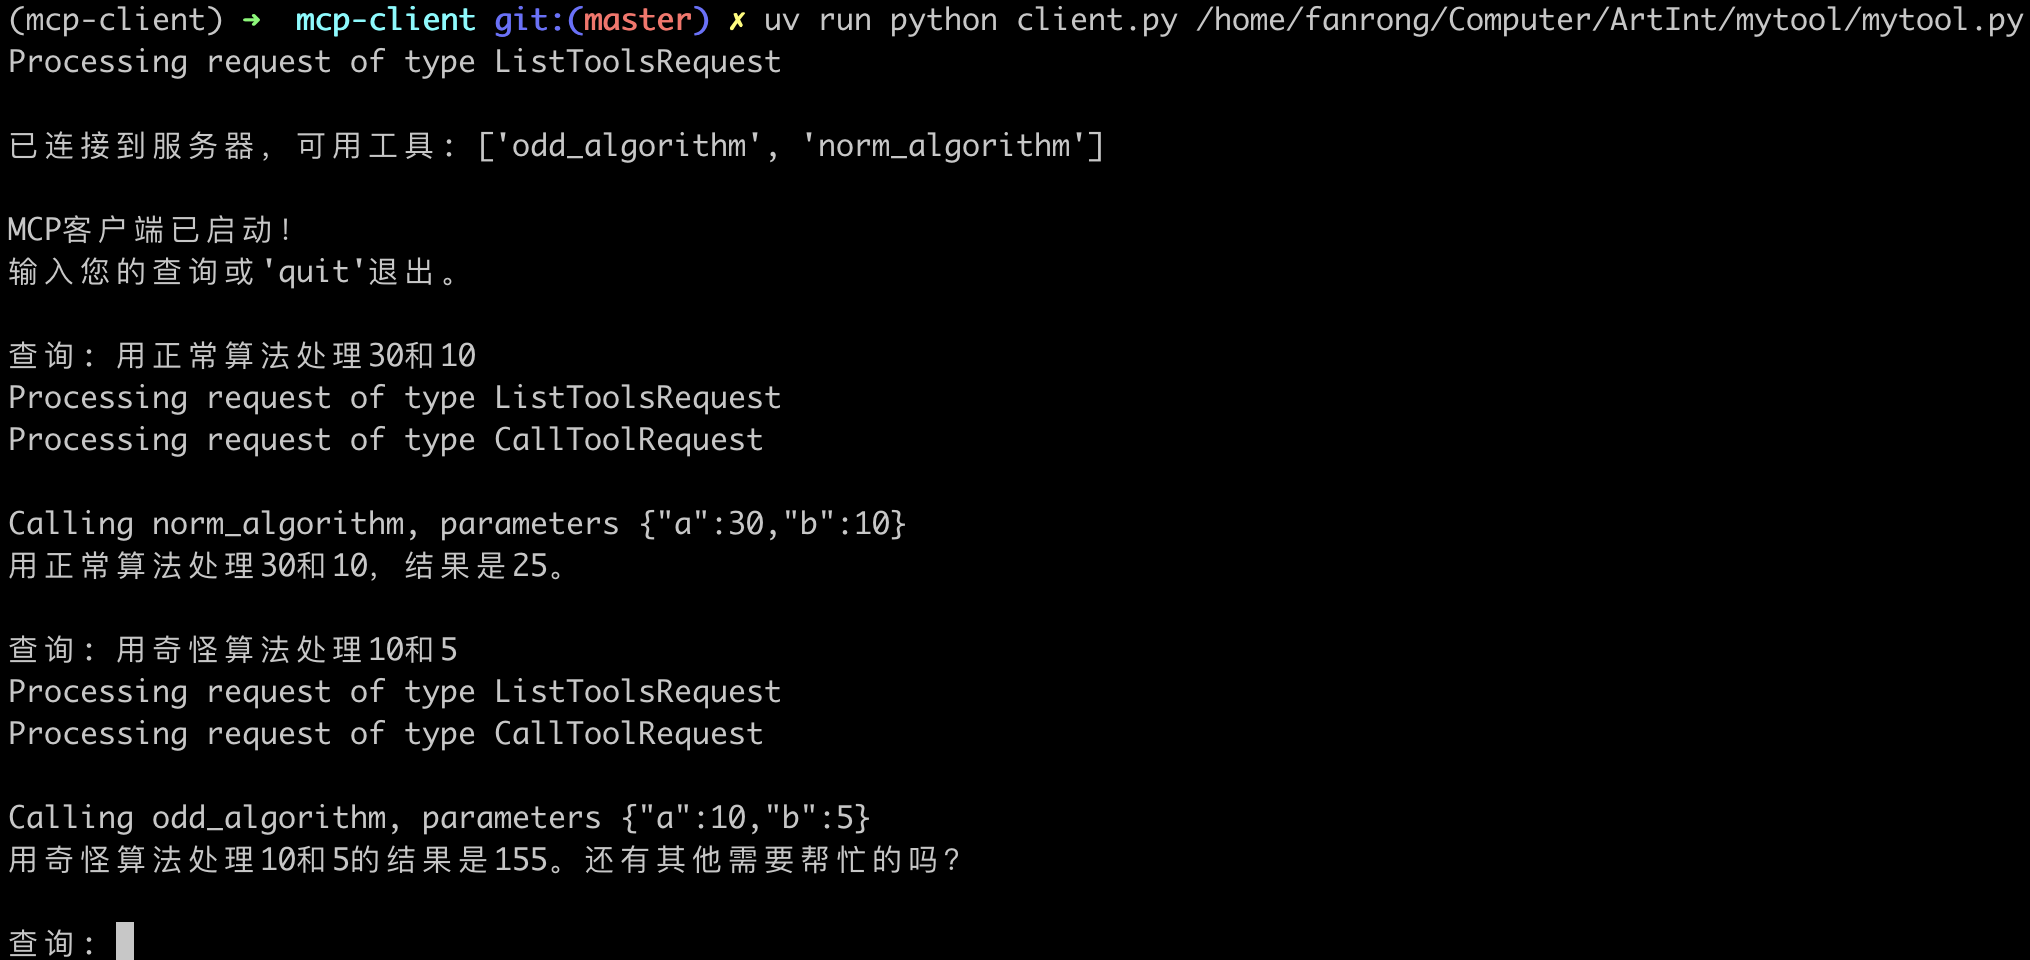 (mcp-client) ➜  mcp-client git:(master) ✗ uv run python client.py /home/fanrong/Computer/ArtInt/mytool/mytool.py
Processing request of type ListToolsRequest
已连接到服务器，可用工具：['odd_algorithm', 'norm_algorithm']
MCP客户端已启动！
输入您的查询或'quit'退出。
查询：用正常算法处理30和10
Processing request of type ListToolsRequest
Processing request of type CallToolRequest
Calling norm_algorithm, parameters {"a":30,"b":10}
用正常算法处理30和10，结果是25。
查询：用奇怪算法处理10和5
Processing request of type ListToolsRequest
Processing request of type CallToolRequest
Calling odd_algorithm, parameters {"a":10,"b":5}
用奇怪算法处理10和5的结果是155。还有其他需要帮忙的吗？
查询：